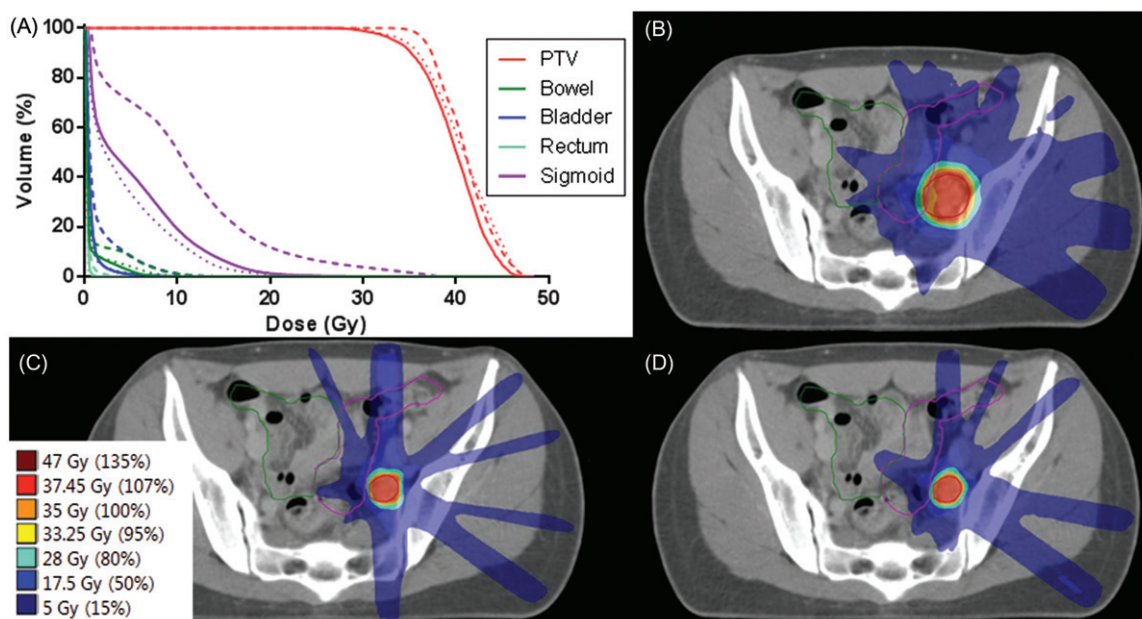 (A)
100
80
60
40
20
0
Volume (%)
0 10 20 30 40 50
Dose (Gy)
PTV
Bowel
Bladder
Rectum
Sigmoid
(B)
(C)
47 Gy (135%)
37.45 Gy (107%)
35 Gy (100%)
33.25 Gy (95%)
28 Gy (80%)
17.5 Gy (50%)
5 Gy (15%)
(D)